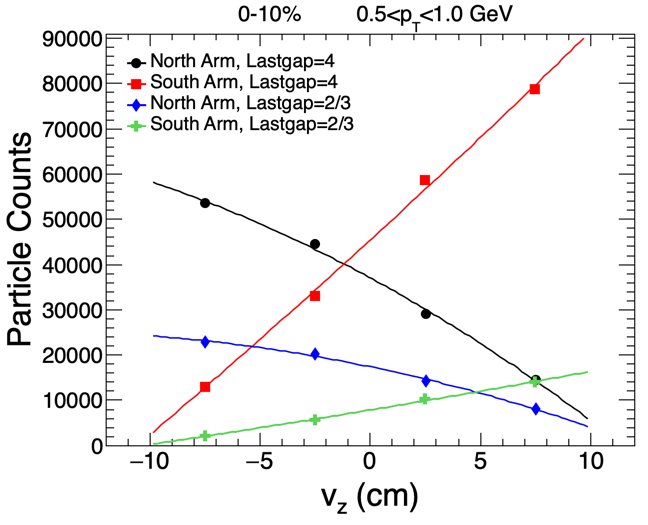 0-10% 0.5<p_T<1.0 GeV
90000
80000
70000
60000
50000
40000
30000
20000
10000
0
Particle Counts
North Arm, Lastgap=4
South Arm, Lastgap=4
North Arm, Lastgap=2/3
South Arm, Lastgap=2/3
−10 −5 0 5 10
v_z (cm)